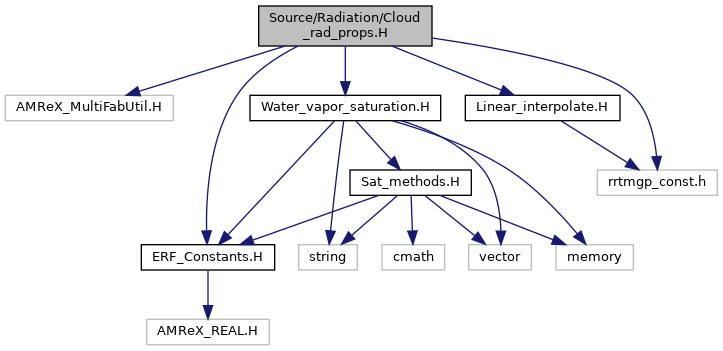 Source/Radiation/Cloud
_rad_props.H
AMReX_MultiFabUtil.H
Water_vapor_saturation.H
Linear_interpolate.H
Sat_methods.H
rrtmgp_const.h
ERF_Constants.H
string
cmath
vector
memory
AMReX_REAL.H